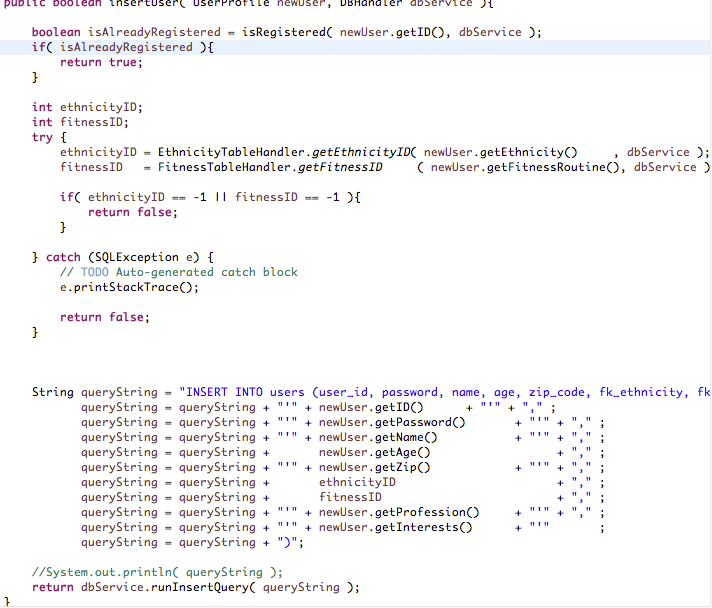 public boolean insertUser( UserProfile newUser, DBHandler dbService ){
boolean isAlreadyRegistered = isRegistered( newUser.getID(), dbService );
if( isAlreadyRegistered ){
return true;
}
int ethnicityID;
int fitnessID;
try {
ethnicityID = EthnicityTableHandler.getEthnicityID( newUser.getEthnicity()     , dbService );
fitnessID   = FitnessTableHandler.getFitnessID     ( newUser.getFitnessRoutine(), dbService )
if( ethnicityID == -1 || fitnessID == -1 ){
return false;
}
} catch (SQLException e) {
// TODO Auto-generated catch block
e.printStackTrace();
return false;
}
String queryString = "INSERT INTO users (user_id, password, name, age, zip_code, fk_ethnicity, fk
queryString = queryString + "'" + newUser.getID()      + "'" + "," ;
queryString = queryString + "'" + newUser.getPassword()       + "'" + "," ;
queryString = queryString + "'" + newUser.getName()           + "'" + "," ;
queryString = queryString +       newUser.getAge()                  + "," ;
queryString = queryString + "'" + newUser.getZip()            + "'" + "," ;
queryString = queryString +       ethnicityID                       + "," ;
queryString = queryString +       fitnessID                         + "," ;
queryString = queryString + "'" + newUser.getProfession()     + "'" + "," ;
queryString = queryString + "'" + newUser.getInterests()      + "'"       ;
queryString = queryString + ")";
//System.out.println( queryString );
return dbService.runInsertQuery( queryString );
}